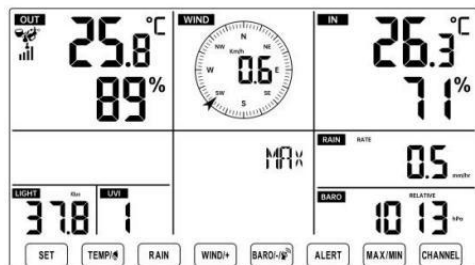 OUT 25.8 °C
89%
WIND
N
NW NE
Km/h
W 0.6 E
SW SE
S
IN 26.3 °C
71%
MAx
RAIN RATE
0.5 mm/hr
LIGHT Klux
37.8
UVI
1
BARO RELATIVE
1013 hPa
SET TEMP/ RAIN WIND/+ BARO/-/ ALERT MAX/MIN CHANNEL